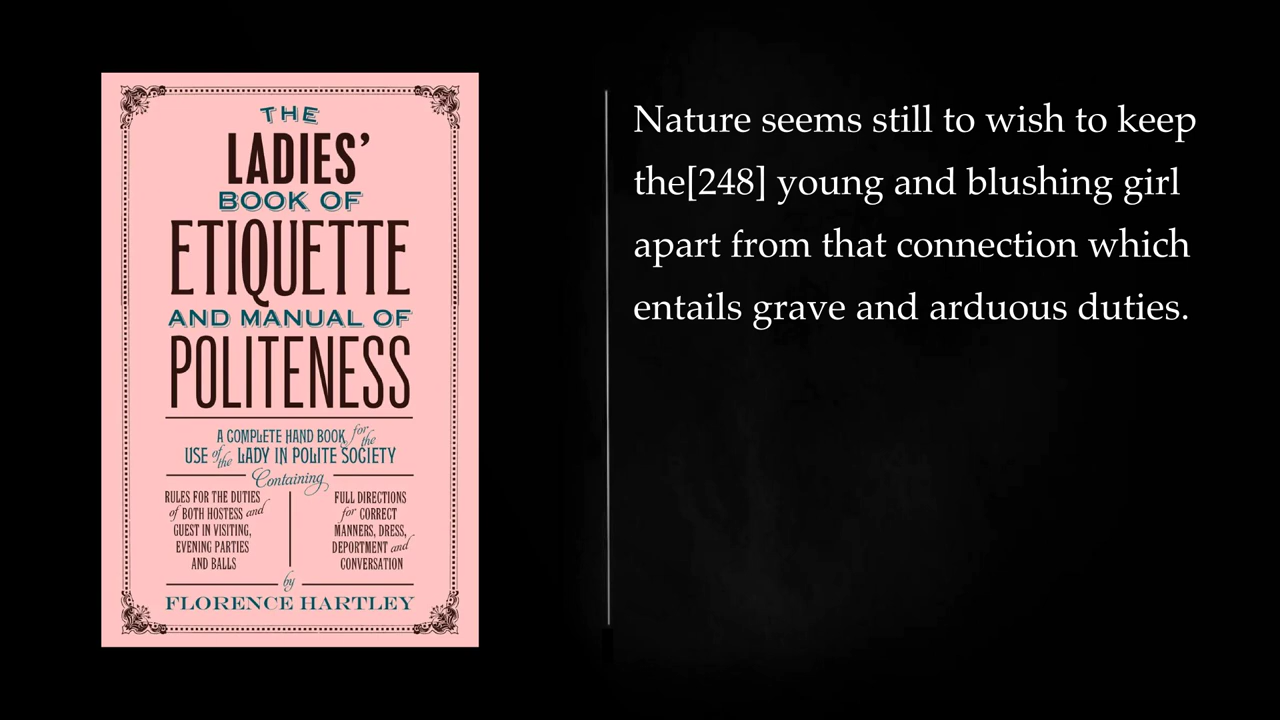 THE
LADIES'
BOOK OF
ETIQUETTE
AND MANUAL OF
POLITENESS
A COMPLETE HAND BOOK for the
USE of the LADY IN POLITE SOCIETY
Containing
RULES FOR THE DUTIES
of BOTH HOSTESS and
GUEST IN VISITING,
EVENING PARTIES
AND BALLS
FULL DIRECTIONS
for CORRECT
MANNERS, DRESS,
DEPORTMENT and
CONVERSATION
by
FLORENCE HARTLEY
Nature seems still to wish to keep
the[248] young and blushing girl
apart from that connection which
entails grave and arduous duties.